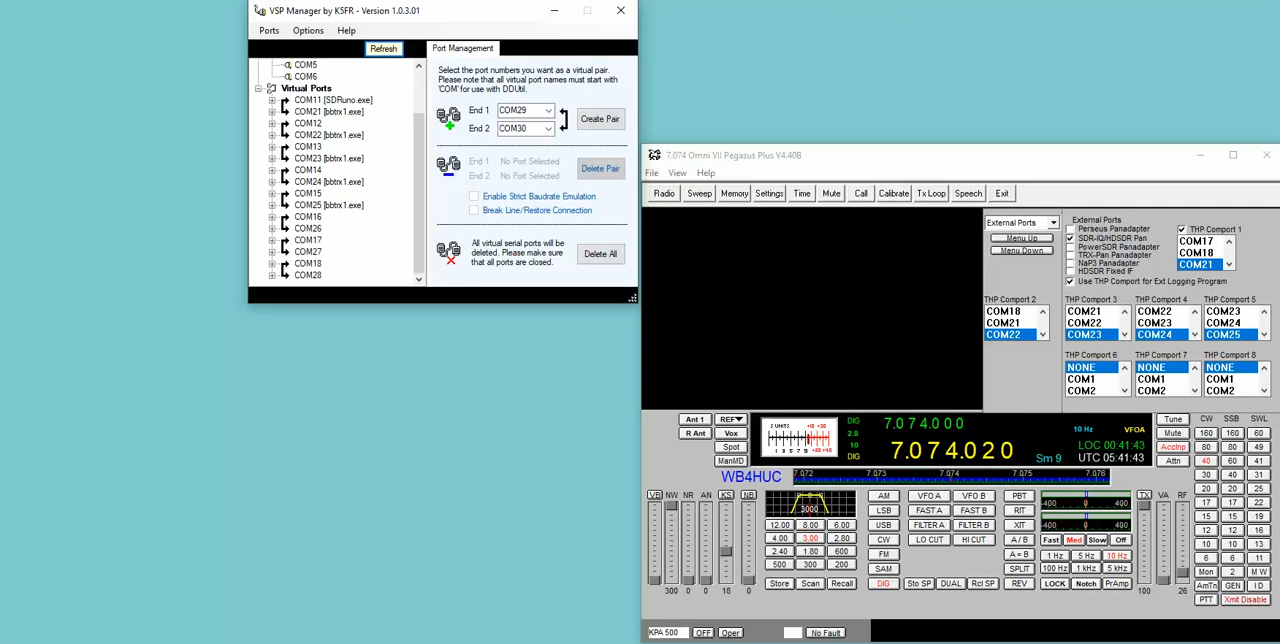 VSP Manager by K5FR - Version 1.0.3.01
Ports Options Help
Refresh Port Management
COM5
COM6
Virtual Ports
COM11 [SDRuno.exe]
COM21 [bbtrx1.exe]
COM12
COM22 [bbtrx1.exe]
COM13
COM23 [bbtrx1.exe]
COM14
COM24 [bbtrx1.exe]
COM15
COM25 [bbtrx1.exe]
COM16
COM26
COM17
COM27
COM18
COM28
Select the port numbers you want as a virtual pair.
Please note that all virtual port names must start with
'COM' for use with DDUtil.
End 1 COM29
End 2 COM30
Create Pair
End 1 No Port Selected
End 2 No Port Selected
Delete Pair
Enable Strict Baudrate Emulation
Break Line/Restore Connection
All virtual serial ports will be
deleted. Please make sure
that all ports are closed.
Delete All
7.074 Omni VII Pegasus Plus V4.40B
File View Help
Radio Sweep Memory Settings Time Mute Call Calibrate Tx Loop Speech Exit
External Ports
Menu Up
Menu Down
External Ports
Perseus Panadapter
SDR-IQ/HDSDR Pan
PowerSDR Panadapter
TRX-Pan Panadapter
NaP3 Panadapter
HDSDR Fixed IF
Use THP Comport for Ext Logging Program
THP Comport 1
COM17
COM18
COM21
THP Comport 2
COM18
COM21
COM22
THP Comport 3
COM21
COM22
COM23
THP Comport 4
COM22
COM23
COM24
THP Comport 5
COM23
COM24
COM25
THP Comport 6
NONE
COM1
COM2
THP Comport 7
NONE
COM1
COM2
THP Comport 8
NONE
COM1
COM2
Ant 1 REF
R Ant Vox
Spot
ManMD
S UNITS
DIG 7.074.000
2.8
10
DIG 7.074.020
10 Hz VFOA
LOC 00:41:43
Sm 9 UTC 05:41:43
WB4HUC 7.072 7.073 7.074 7.075 7.076
Tune
Mute
AccInp
Attn
CW SSB SWL
160 160 60
80 80 49
40 60 41
30 40 31
20 20 25
17 17 22
15 15 19
12 12 16
10 10 13
6 6 11
Mon 2 M W
AmTn GEN I D
PTT Xmit Disable
VB NW NR AN KS NB
300 0 0 18 0
3000
12.00 8.00 6.00
4.00 3.00 2.80
2.40 1.80 600
500 300 200
Store Scan Recall
AM
LSB
USB
CW
FM
SAM
DIG
VFO A VFO B
FAST A FAST B
FILTER A FILTER B
LO CUT HI CUT
Sto SP DUAL Rcl SP
PBT
RIT
XIT
A / B
A = B
SPLIT
REV
-400 0 400
-400 0 400
Fast Med Slow Off
1 Hz 5 Hz 10 Hz
100 Hz 1 kHz 5 kHz
LOCK Notch PrAmp
TX VA RF
100 26
KPA 500 OFF Oper No Fault